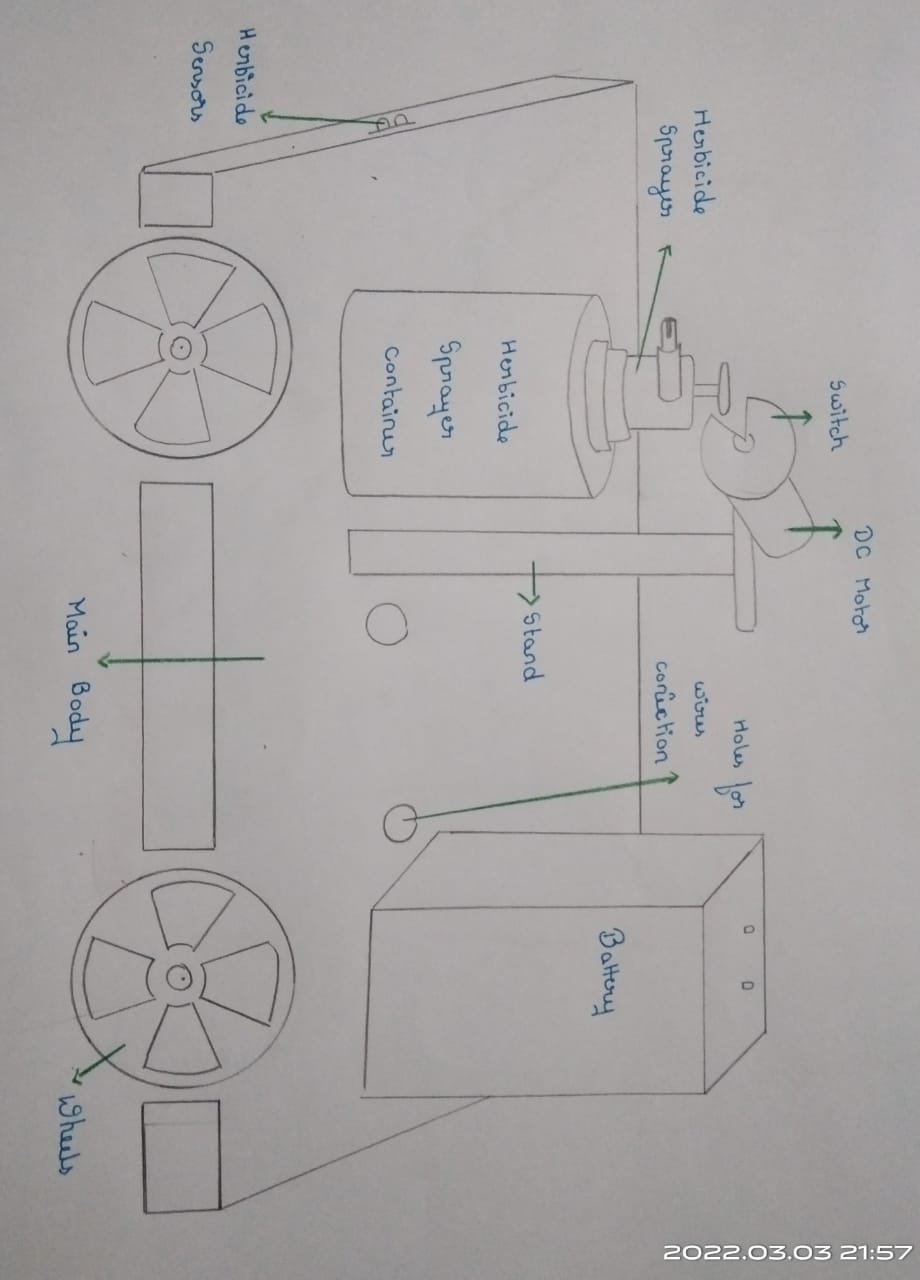 DC Motor
Switch
Holes for
wires
conection
Herbicide
Sprayer
Battery
Stand
Herbicide
Sprayer
Container
Herbicide
Sensors
Main Body
Wheels
2022.03.03 21:57